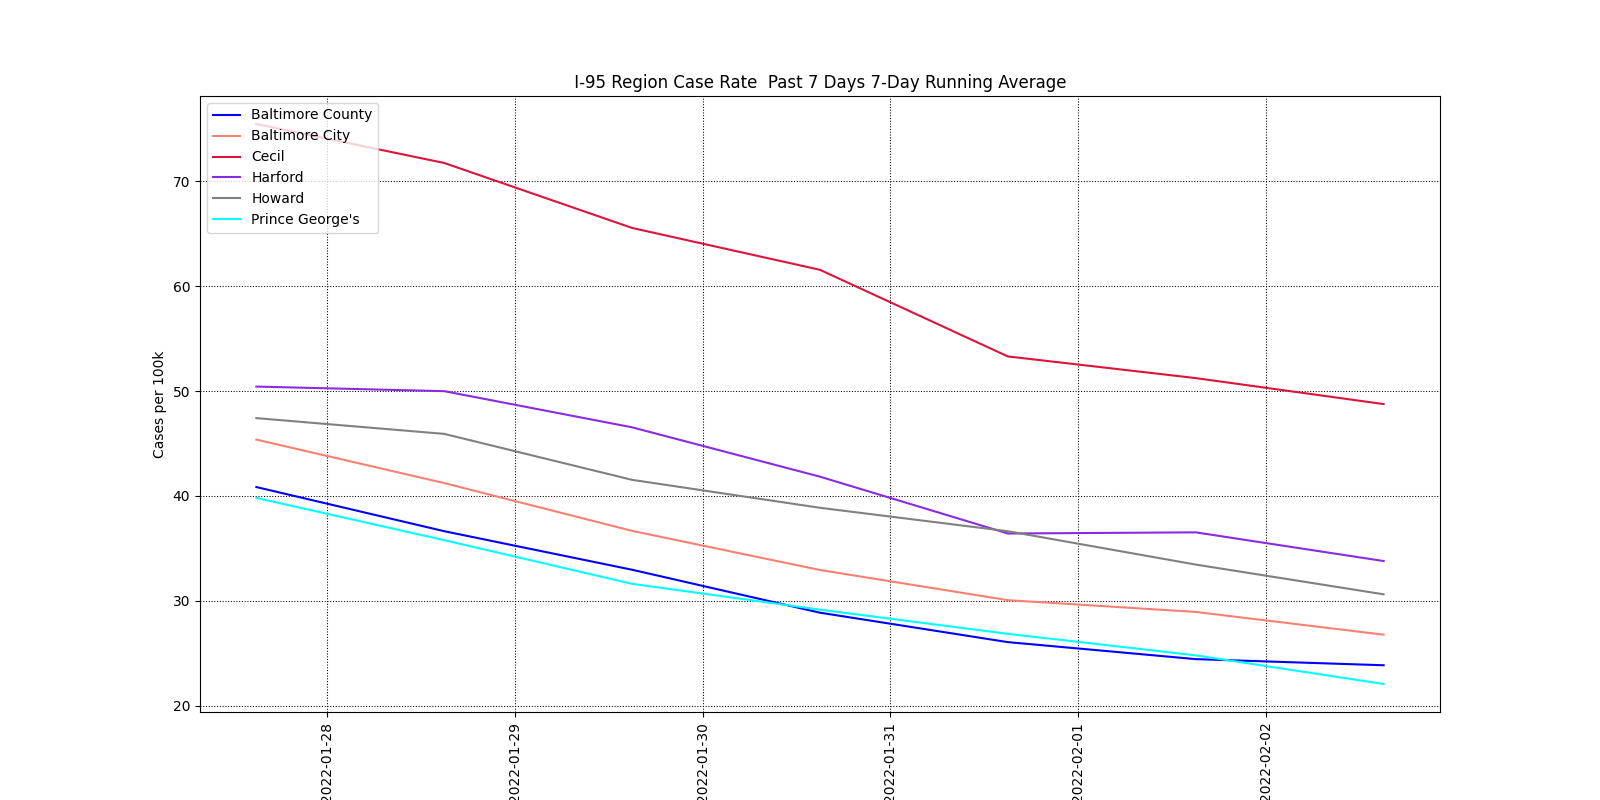 I-95 Region Case Rate  Past 7 Days 7-Day Running Average
Baltimore County
Baltimore City
Cecil
Harford
Howard
Prince George's
Cases per 100k
70
60
50
40
30
20
2022-01-28
2022-01-29
2022-01-30
2022-01-31
2022-02-01
2022-02-02